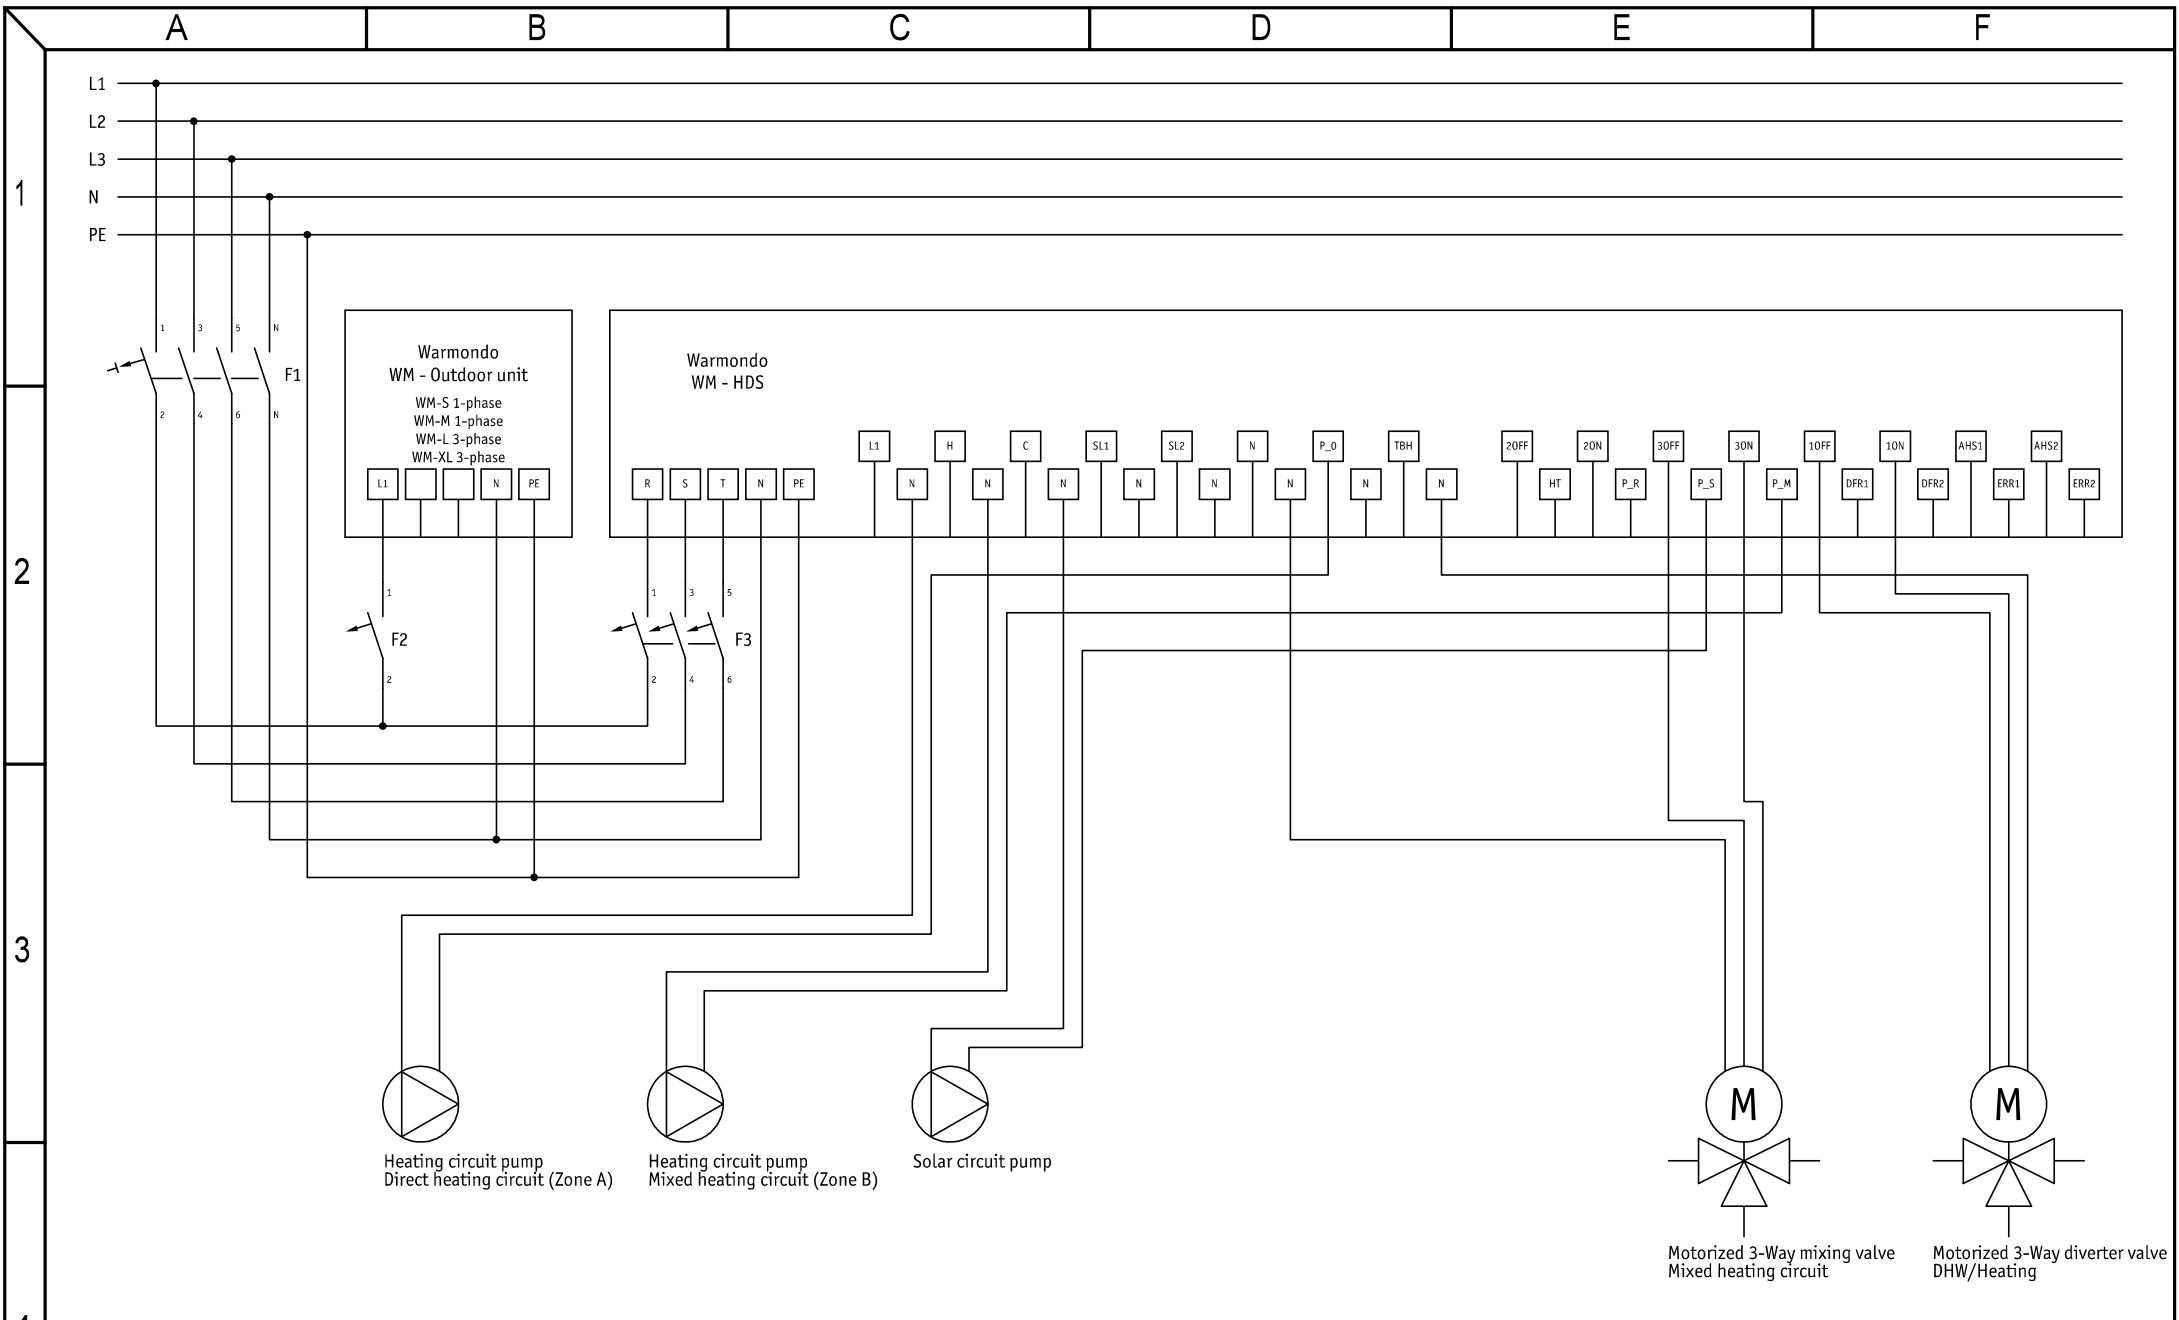 A B C D E F
L1
L2
L3
N
PE
1
1 3 5 N
F1
2 4 6 N
Warmondo
WM - Outdoor unit
WM-S 1-phase
WM-M 1-phase
WM-L 3-phase
WM-XL 3-phase
L1 N PE
Warmondo
WM - HDS
L1 H C SL1 SL2 N P_O TBH 2OFF 2ON 3OFF 3ON 1OFF 1ON AHS1 AHS2
R S T N PE N N N N N N N N HT P_R P_S P_M DFR1 DFR2 ERR1 ERR2
2
1
F2
2
1 3 5
F3
2 4 6
3
M
M
Heating circuit pump
Direct heating circuit (Zone A)
Heating circuit pump
Mixed heating circuit (Zone B)
Solar circuit pump
Motorized 3-Way mixing valve
Mixed heating circuit
Motorized 3-Way diverter valve
DHW/Heating